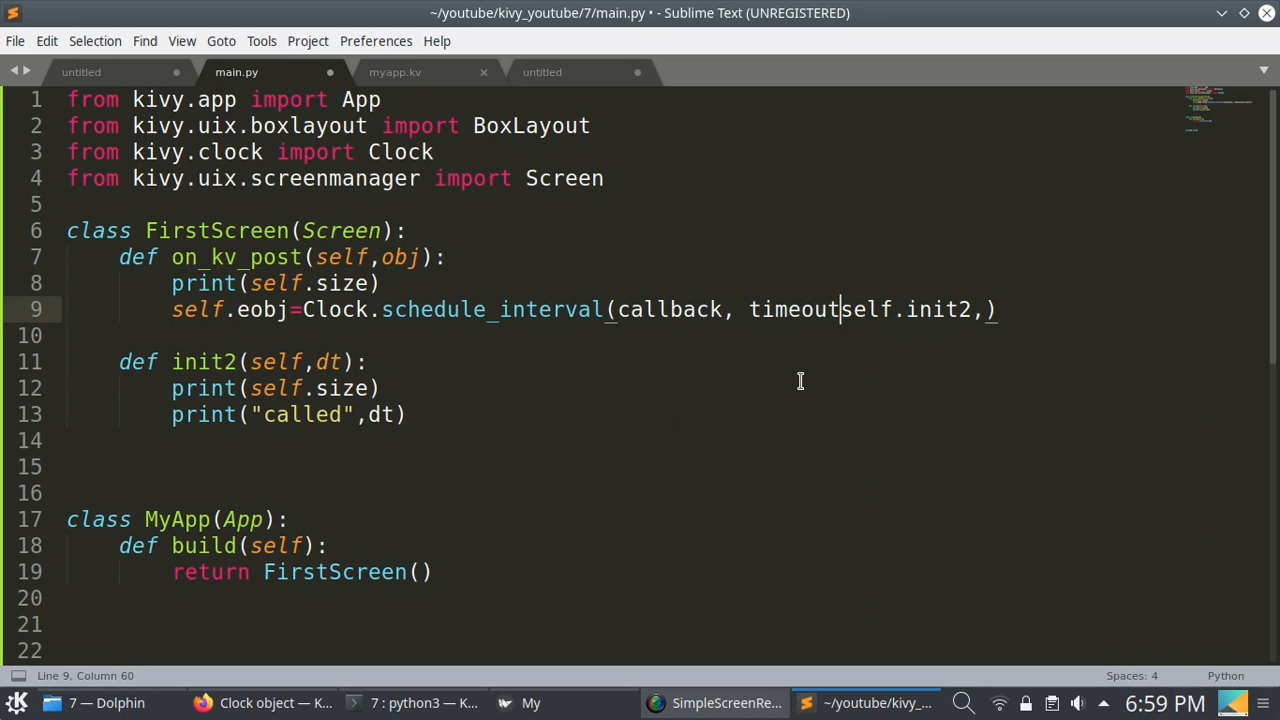 ~/youtube/kivy_youtube/7/main.py • - Sublime Text (UNREGISTERED)
File Edit Selection Find View Goto Tools Project Preferences Help
untitled main.py myapp.kv untitled
1 from kivy.app import App
2 from kivy.uix.boxlayout import BoxLayout
3 from kivy.clock import Clock
4 from kivy.uix.screenmanager import Screen
5
6 class FirstScreen(Screen):
7 def on_kv_post(self,obj):
8 print(self.size)
9 self.eobj=Clock.schedule_interval(callback, timeoutself.init2,)
10
11 def init2(self,dt):
12 print(self.size)
13 print("called",dt)
14
15
16
17 class MyApp(App):
18 def build(self):
19 return FirstScreen()
20
21
22
Line 9, Column 60 Spaces: 4 Python
7 — Dolphin Clock object — K... 7 : python3 — K... My SimpleScreenRe... ~/youtube/kivy_... 6:59 PM